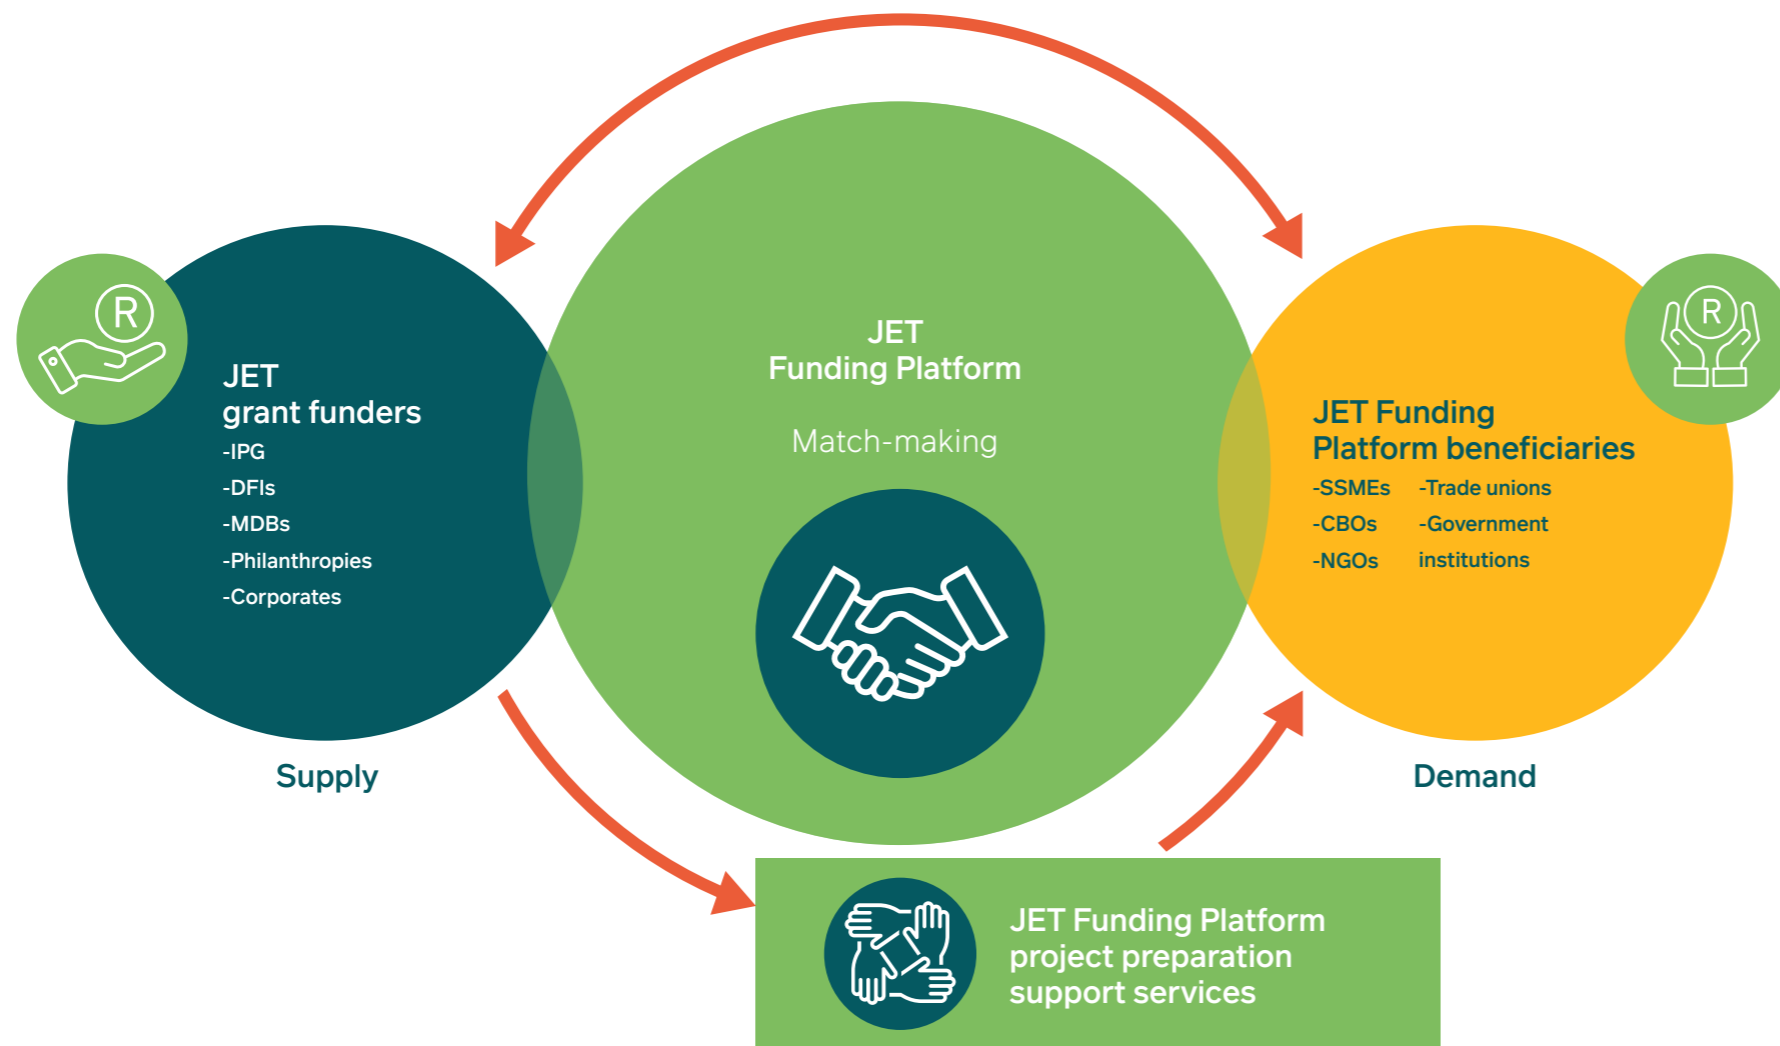 R
JET
grant funders
-IPG
-DFIs
-MDBs
-Philanthropies
-Corporates
Supply
JET
Funding Platform
Match-making
R
JET Funding
Platform beneficiaries
-SSMEs
-CBOs
-NGOs
-Trade unions
-Government
institutions
Demand
JET Funding Platform
project preparation
support services